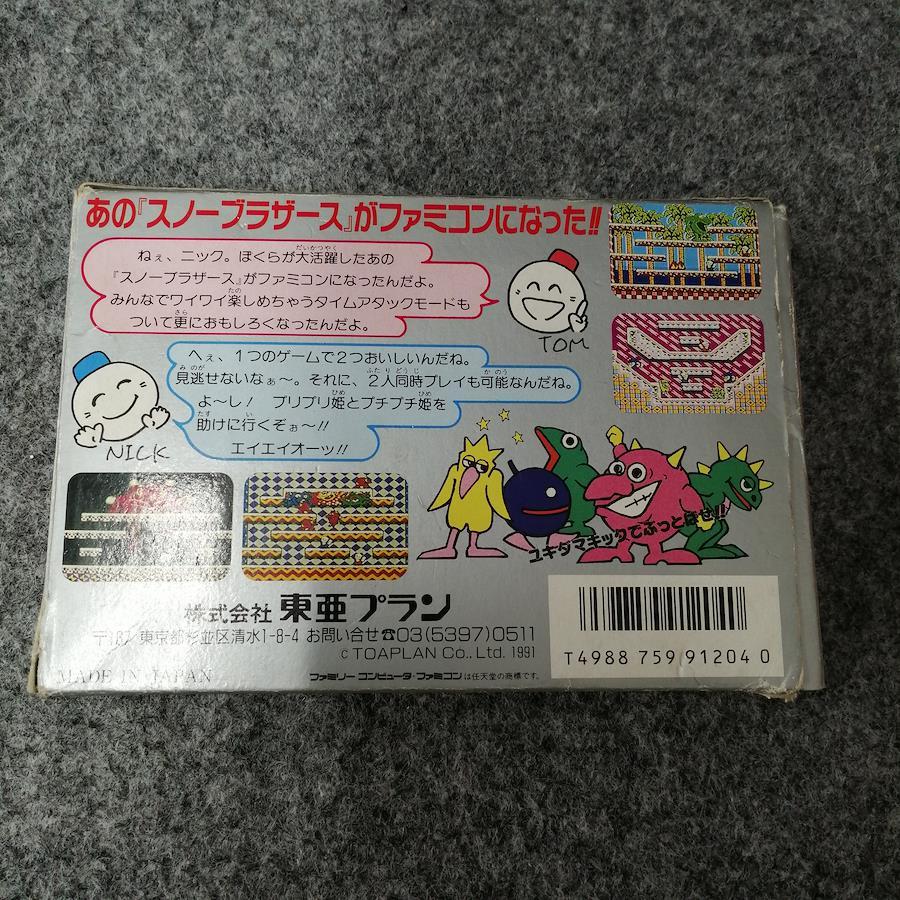 あの『スノーブラザース』がファミコンになった!!
ねぇ、ニック。ぼくらが大活躍したあの
『スノーブラザース』がファミコンになったんだよ。
みんなでワイワイ楽しめちゃうタイムアタックモードも
ついて更におもしろくなったんだよ。
TOM
へぇ、1つのゲームで2つおいしいんだね。
見逃せないなぁ〜。それに、2人同時プレイも可能なんだね。
よ〜し! プリプリ姫とプチプチ姫を
助けに行くぞぉ〜!!
エイエイオーッ!!
NICK
ユキダマキックでぶっとばせ!!
株式会社 東亜プラン
〒167 東京都杉並区清水1-8-4 お問い合せ☎03(5397)0511
© TOAPLAN Co., Ltd. 1991
MADE IN JAPAN
ファミリーコンピュータ・ファミコンは任天堂の商標です。
T4988 759 91204 0